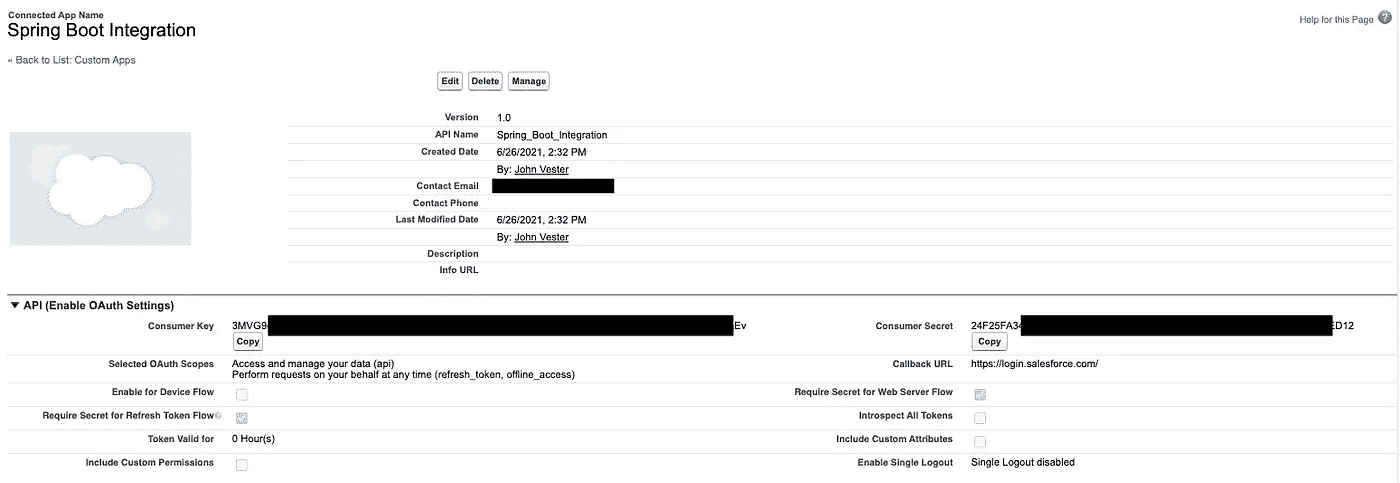 Connected App Name
Spring Boot Integration
Help for this Page ?
« Back to List: Custom Apps
Edit Delete Manage
Version 1.0
API Name Spring_Boot_Integration
Created Date 6/26/2021, 2:32 PM
By: John Vester
Contact Email
Contact Phone
Last Modified Date 6/26/2021, 2:32 PM
By: John Vester
Description
Info URL
API (Enable OAuth Settings)
Consumer Key 3MVG9 Ev Consumer Secret 24F25FA34 ED12
Copy Copy
Selected OAuth Scopes Access and manage your data (api) Callback URL https://login.salesforce.com/
Perform requests on your behalf at any time (refresh_token, offline_access)
Enable for Device Flow Require Secret for Web Server Flow
Require Secret for Refresh Token Flow Introspect All Tokens
Token Valid for 0 Hour(s) Include Custom Attributes
Include Custom Permissions Enable Single Logout Single Logout disabled